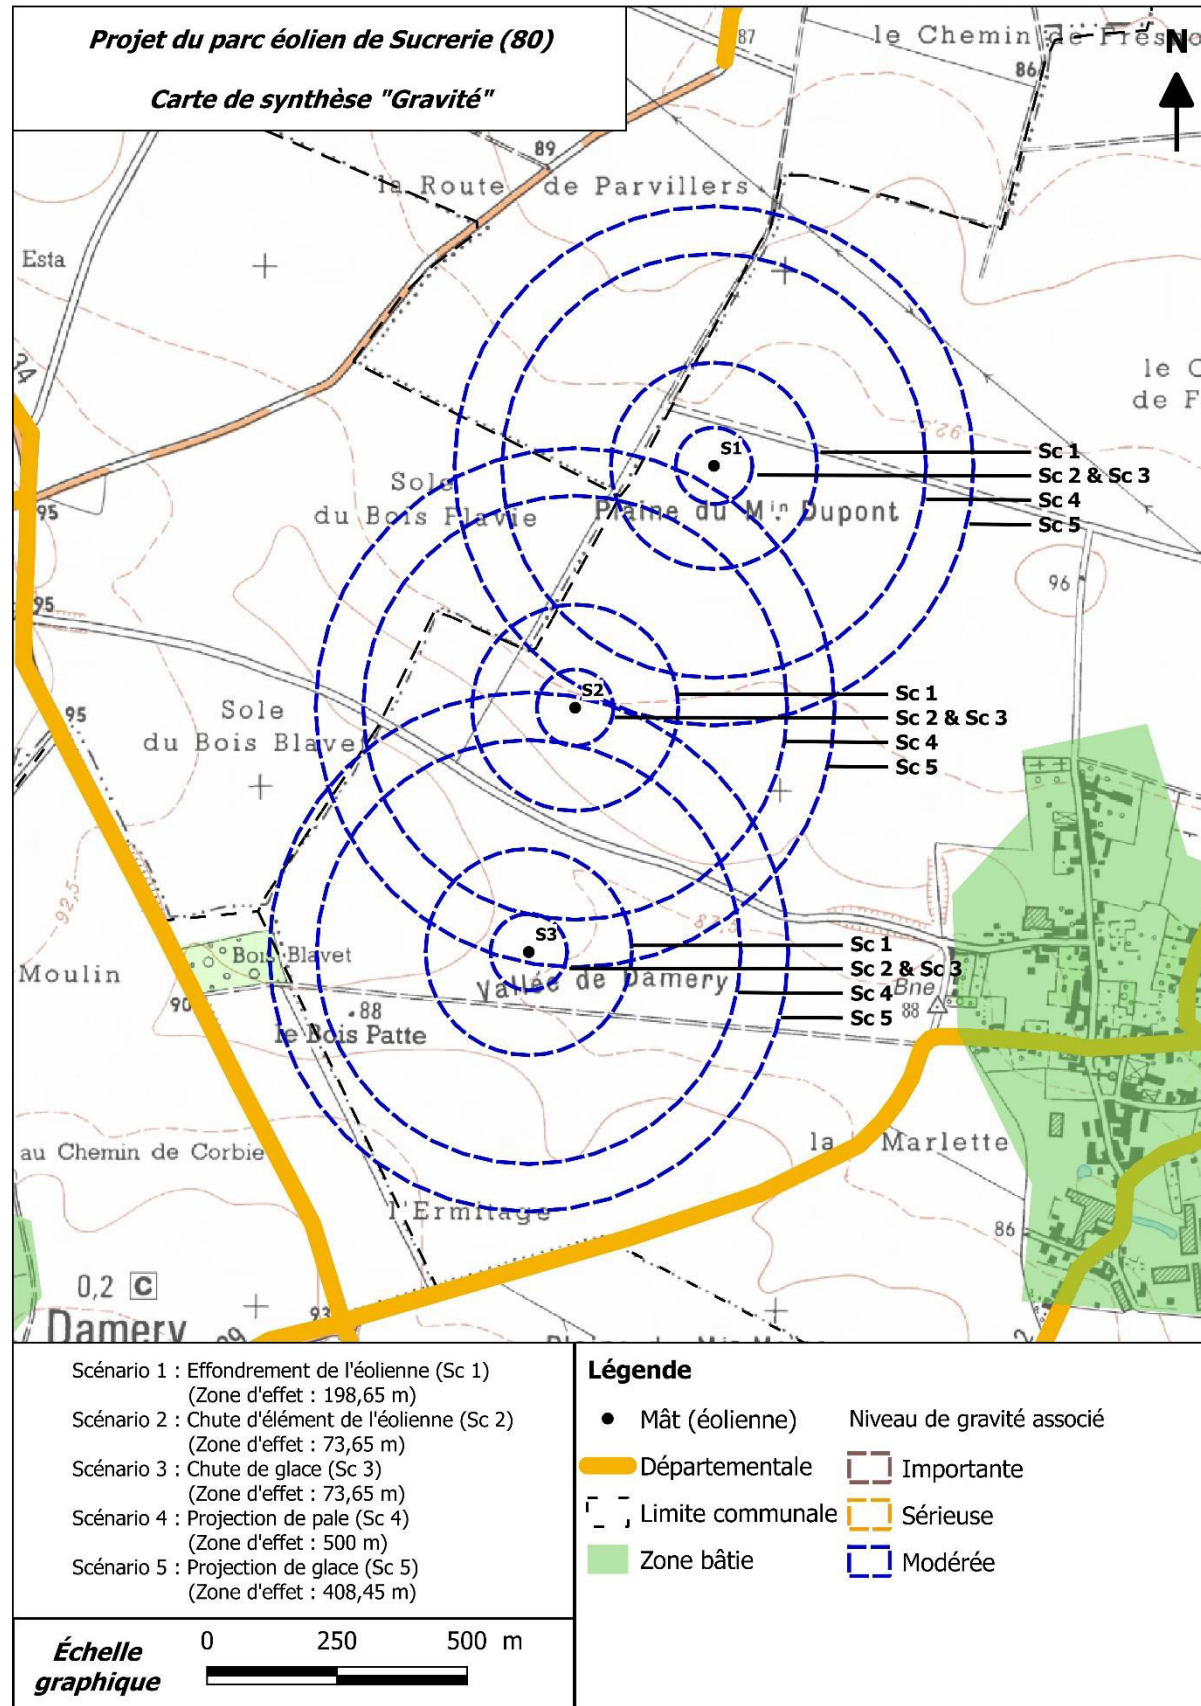 Projet du parc éolien de Sucrerie (80)
Carte de synthèse "Gravité"
87
le Chemin de Fresno
86
N
89
la Route de Parvillers
Esta
34
le C
de F
92,5
S1
Sc 1
Sc 2 & Sc 3
Sc 4
Sc 5
Sole
du Bois Flavie
Plaine du Mⁱⁿ Dupont
95
96
95
S2
Sc 1
Sc 2 & Sc 3
Sc 4
Sc 5
95
Sole
du Bois Blavet
92,5
S3
Sc 1
Sc 2 & Sc 3
Sc 4
Sc 5
Moulin
Bois Blavet
Vallée de Damery
Bne
88
90
88
le Bois Patte
la Marlette
au Chemin de Corbie
l'Ermitage
86
0,2 C
Damery
93
89
2
Scénario 1 : Effondrement de l'éolienne (Sc 1)
(Zone d'effet : 198,65 m)
Scénario 2 : Chute d'élément de l'éolienne (Sc 2)
(Zone d'effet : 73,65 m)
Scénario 3 : Chute de glace (Sc 3)
(Zone d'effet : 73,65 m)
Scénario 4 : Projection de pale (Sc 4)
(Zone d'effet : 500 m)
Scénario 5 : Projection de glace (Sc 5)
(Zone d'effet : 408,45 m)
Légende
Mât (éolienne)
Départementale
Limite communale
Zone bâtie
Niveau de gravité associé
Importante
Sérieuse
Modérée
Échelle
graphique
0 250 500 m